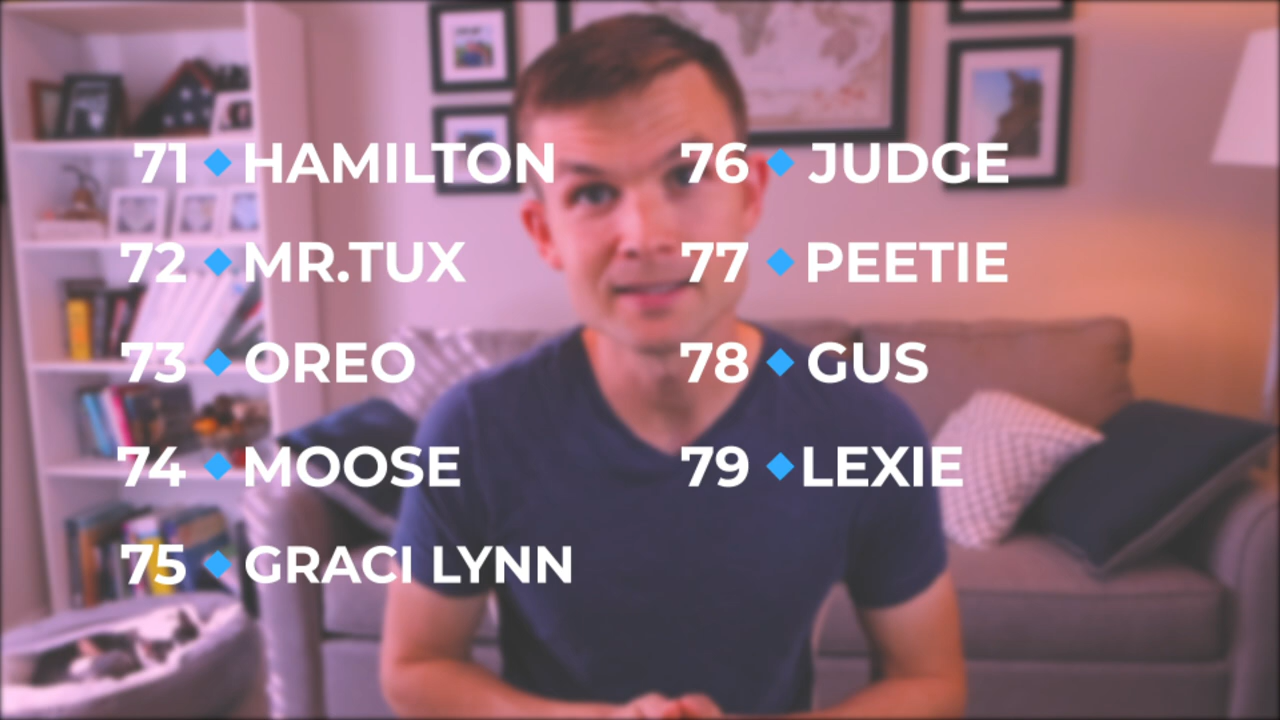 71 HAMILTON
72 MR.TUX
73 OREO
74 MOOSE
75 GRACI LYNN
76 JUDGE
77 PEETIE
78 GUS
79 LEXIE